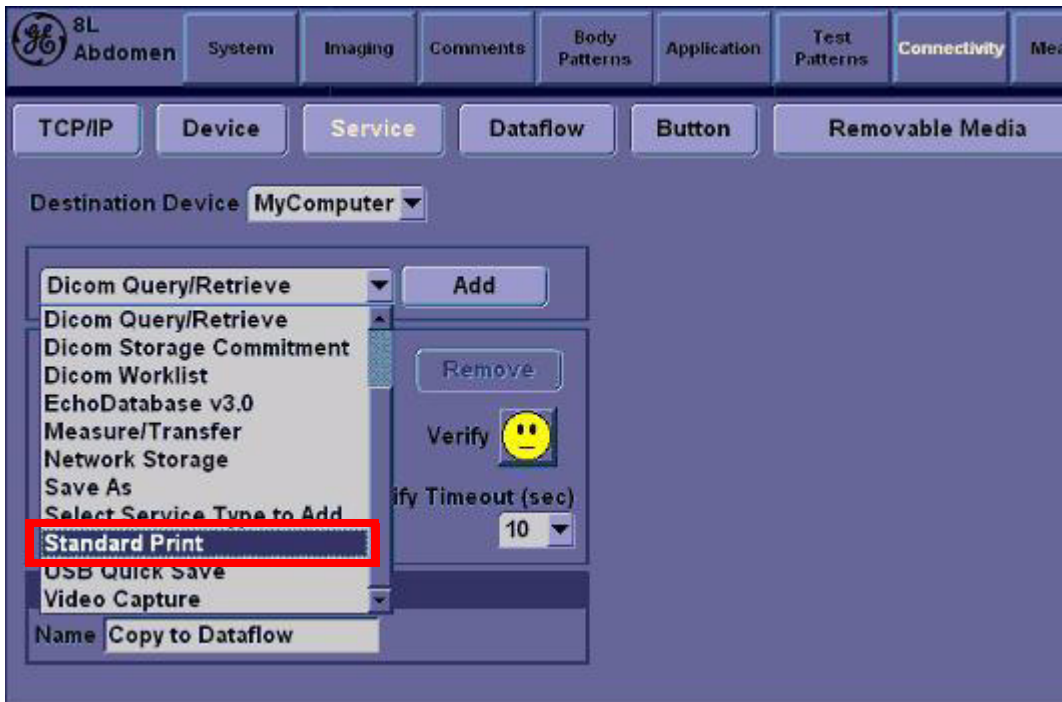 8L
Abdomen
System
Imaging
Comments
Body
Patterns
Application
Test
Patterns
Connectivity
TCP/IP
Device
Service
Dataflow
Button
Removable Media
Destination Device MyComputer
Dicom Query/Retrieve
Add
Dicom Query/Retrieve
Dicom Storage Commitment
Dicom Worklist
EchoDatabase v3.0
Measure/Transfer
Network Storage
Save As
Select Service Type to Add
Standard Print
USB Quick Save
Video Capture
Remove
Verify
ify Timeout (sec)
10
Name Copy to Dataflow